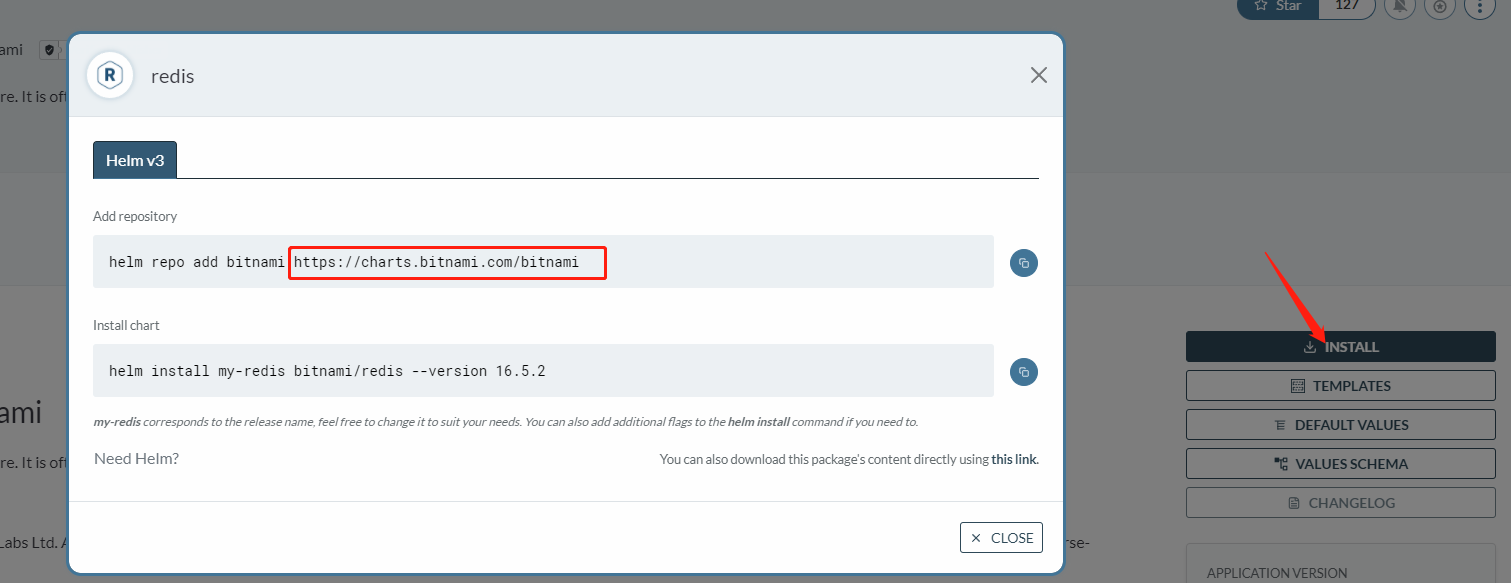 Star 127
ami
R redis
re. It is oft
Helm v3
Add repository
helm repo add bitnami https://charts.bitnami.com/bitnami
Install chart
INSTALL
helm install my-redis bitnami/redis --version 16.5.2
TEMPLATES
ami
my-redis corresponds to the release name, feel free to change it to suit your needs. You can also add additional flags to the helm install command if you need to.
DEFAULT VALUES
re. It is oft
Need Helm?
You can also download this package's content directly using this link.
VALUES SCHEMA
CHANGELOG
Labs Ltd. A
CLOSE
rse-
APPLICATION VERSION